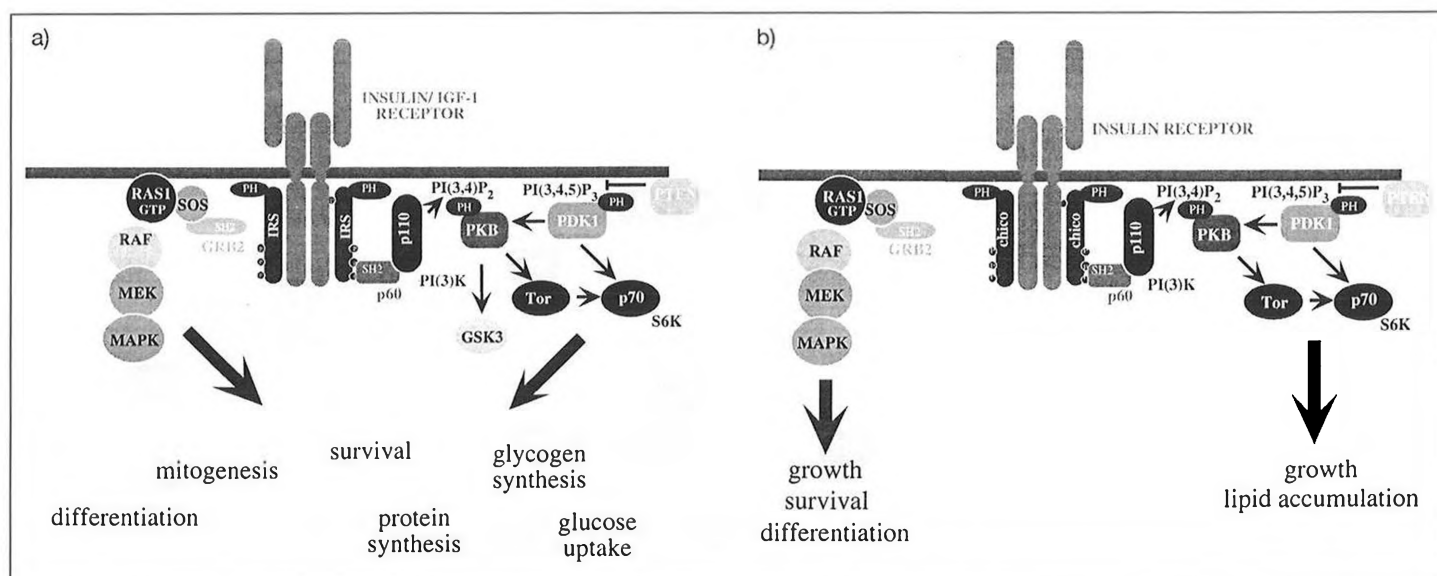 a)
INSULIN/ IGF-1
RECEPTOR
RAS1
GTP
SOS
SH2
GRB2
RAF
MEK
MAPK
PH
IRS
PH
IRS
SH2
p60
p110
PI(3)K
PI(3,4)P2
PH
PKB
PI(3,4,5)P3
PH
PDK1
PTEN
GSK3
Tor
p70
S6K
mitogenesis
survival
glycogen
synthesis
differentiation
protein
synthesis
glucose
uptake
b)
INSULIN RECEPTOR
RAS1
GTP
SOS
SH2
GRB2
RAF
MEK
MAPK
PH
chico
PH
chico
SH2
p60
p110
PI(3)K
PI(3,4)P2
PH
PKB
PI(3,4,5)P3
PH
PDK1
PTEN
Tor
p70
S6K
growth
survival
differentiation
growth
lipid accumulation